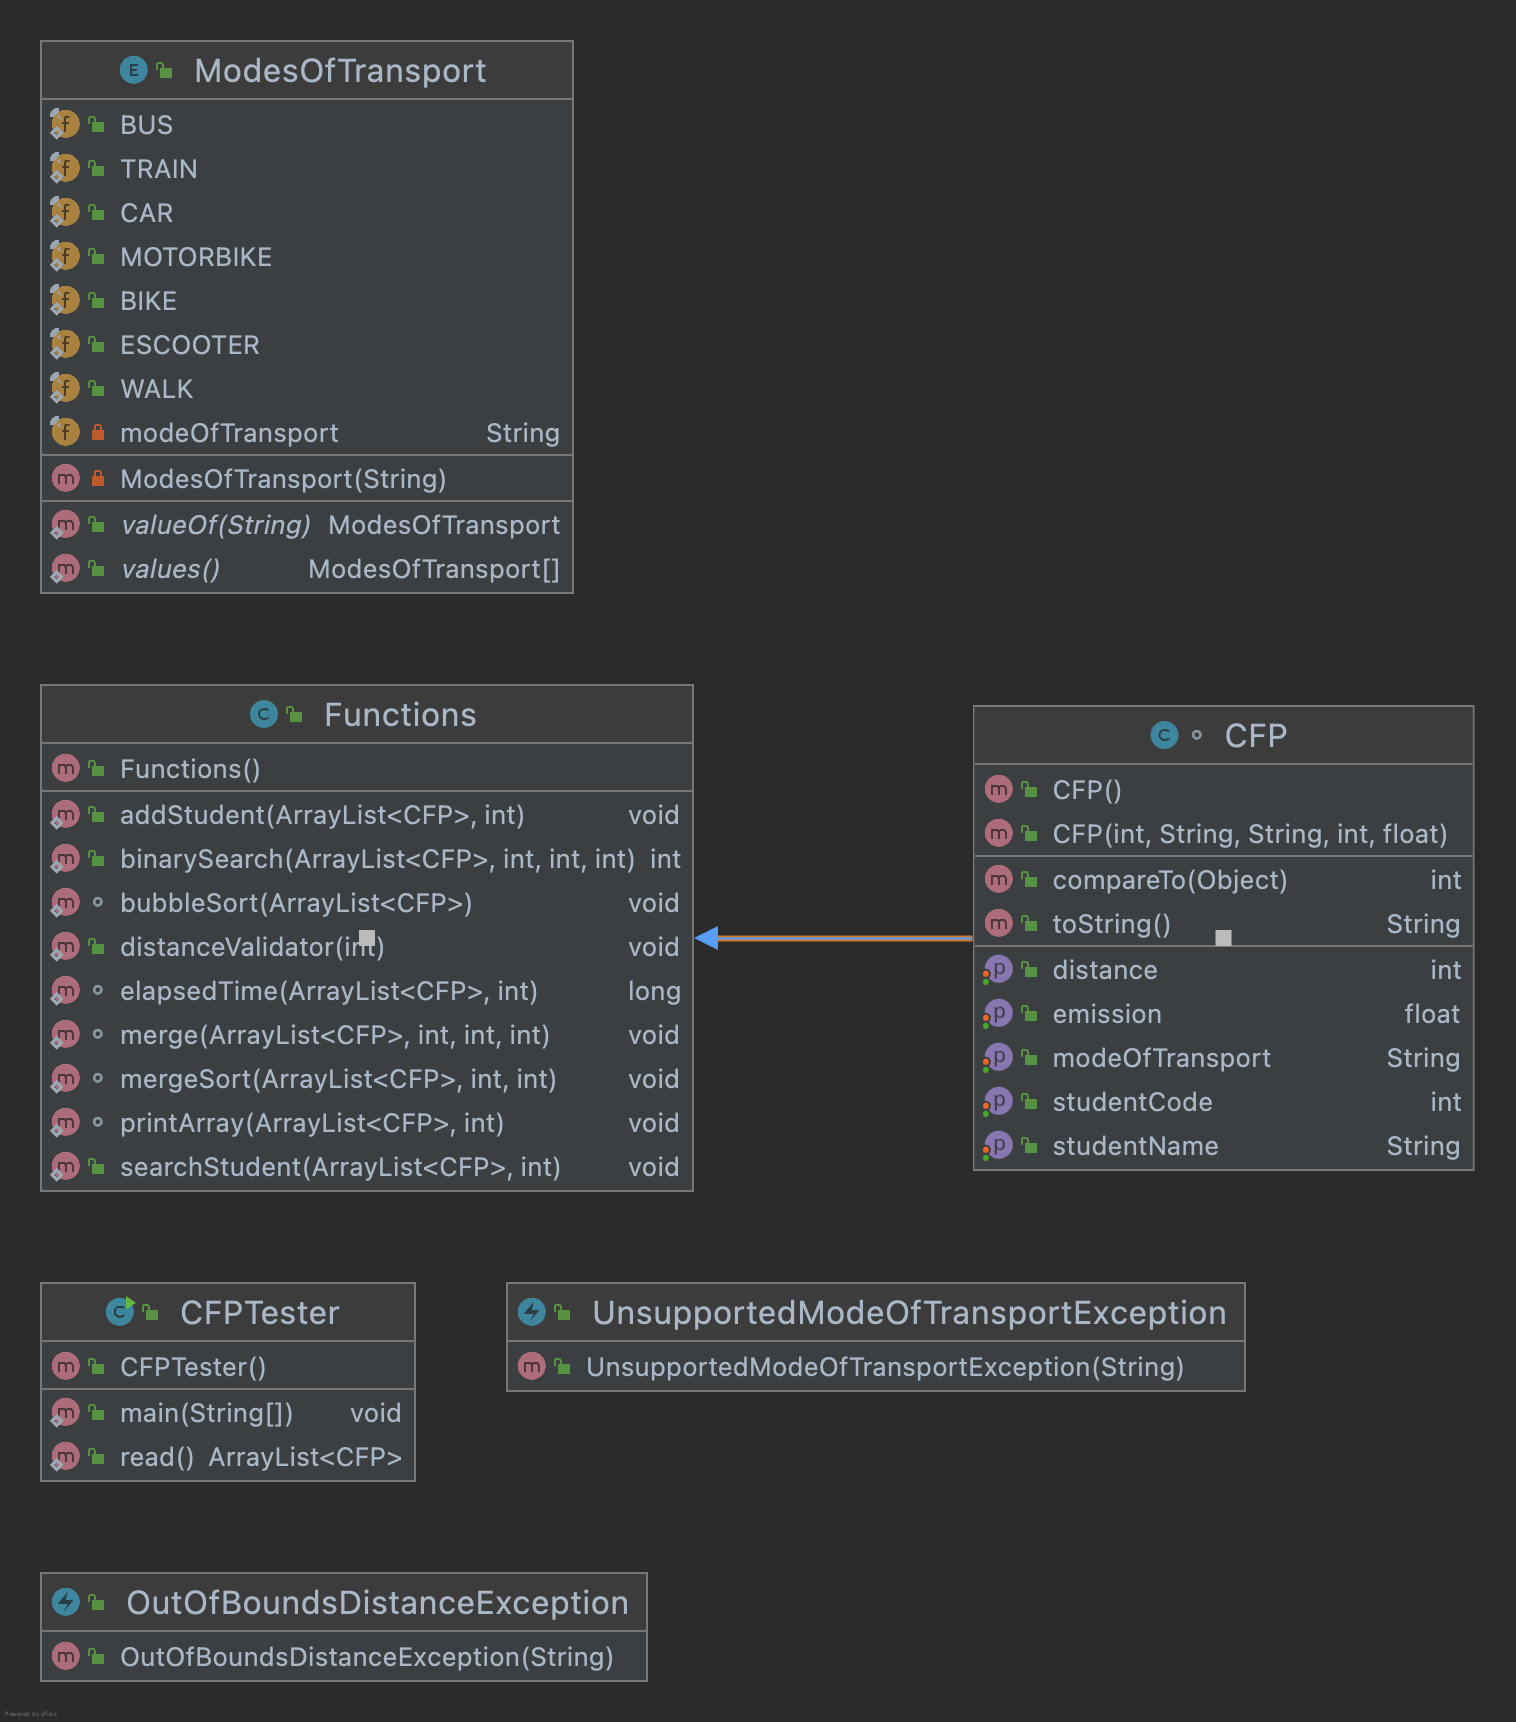 ModesOfTransport
BUS
TRAIN
CAR
MOTORBIKE
BIKE
ESCOOTER
WALK
modeOfTransport String
ModesOfTransport(String)
valueOf(String) ModesOfTransport
values() ModesOfTransport[]
Functions
Functions()
addStudent(ArrayList<CFP>, int) void
binarySearch(ArrayList<CFP>, int, int, int) int
bubbleSort(ArrayList<CFP>) void
distanceValidator(int) void
elapsedTime(ArrayList<CFP>, int) long
merge(ArrayList<CFP>, int, int, int) void
mergeSort(ArrayList<CFP>, int, int) void
printArray(ArrayList<CFP>, int) void
searchStudent(ArrayList<CFP>, int) void
CFP
CFP()
CFP(int, String, String, int, float)
compareTo(Object) int
toString() String
distance int
emission float
modeOfTransport String
studentCode int
studentName String
CFPTester
CFPTester()
main(String[]) void
read() ArrayList<CFP>
UnsupportedModeOfTransportException
UnsupportedModeOfTransportException(String)
OutOfBoundsDistanceException
OutOfBoundsDistanceException(String)
Powered by yFiles